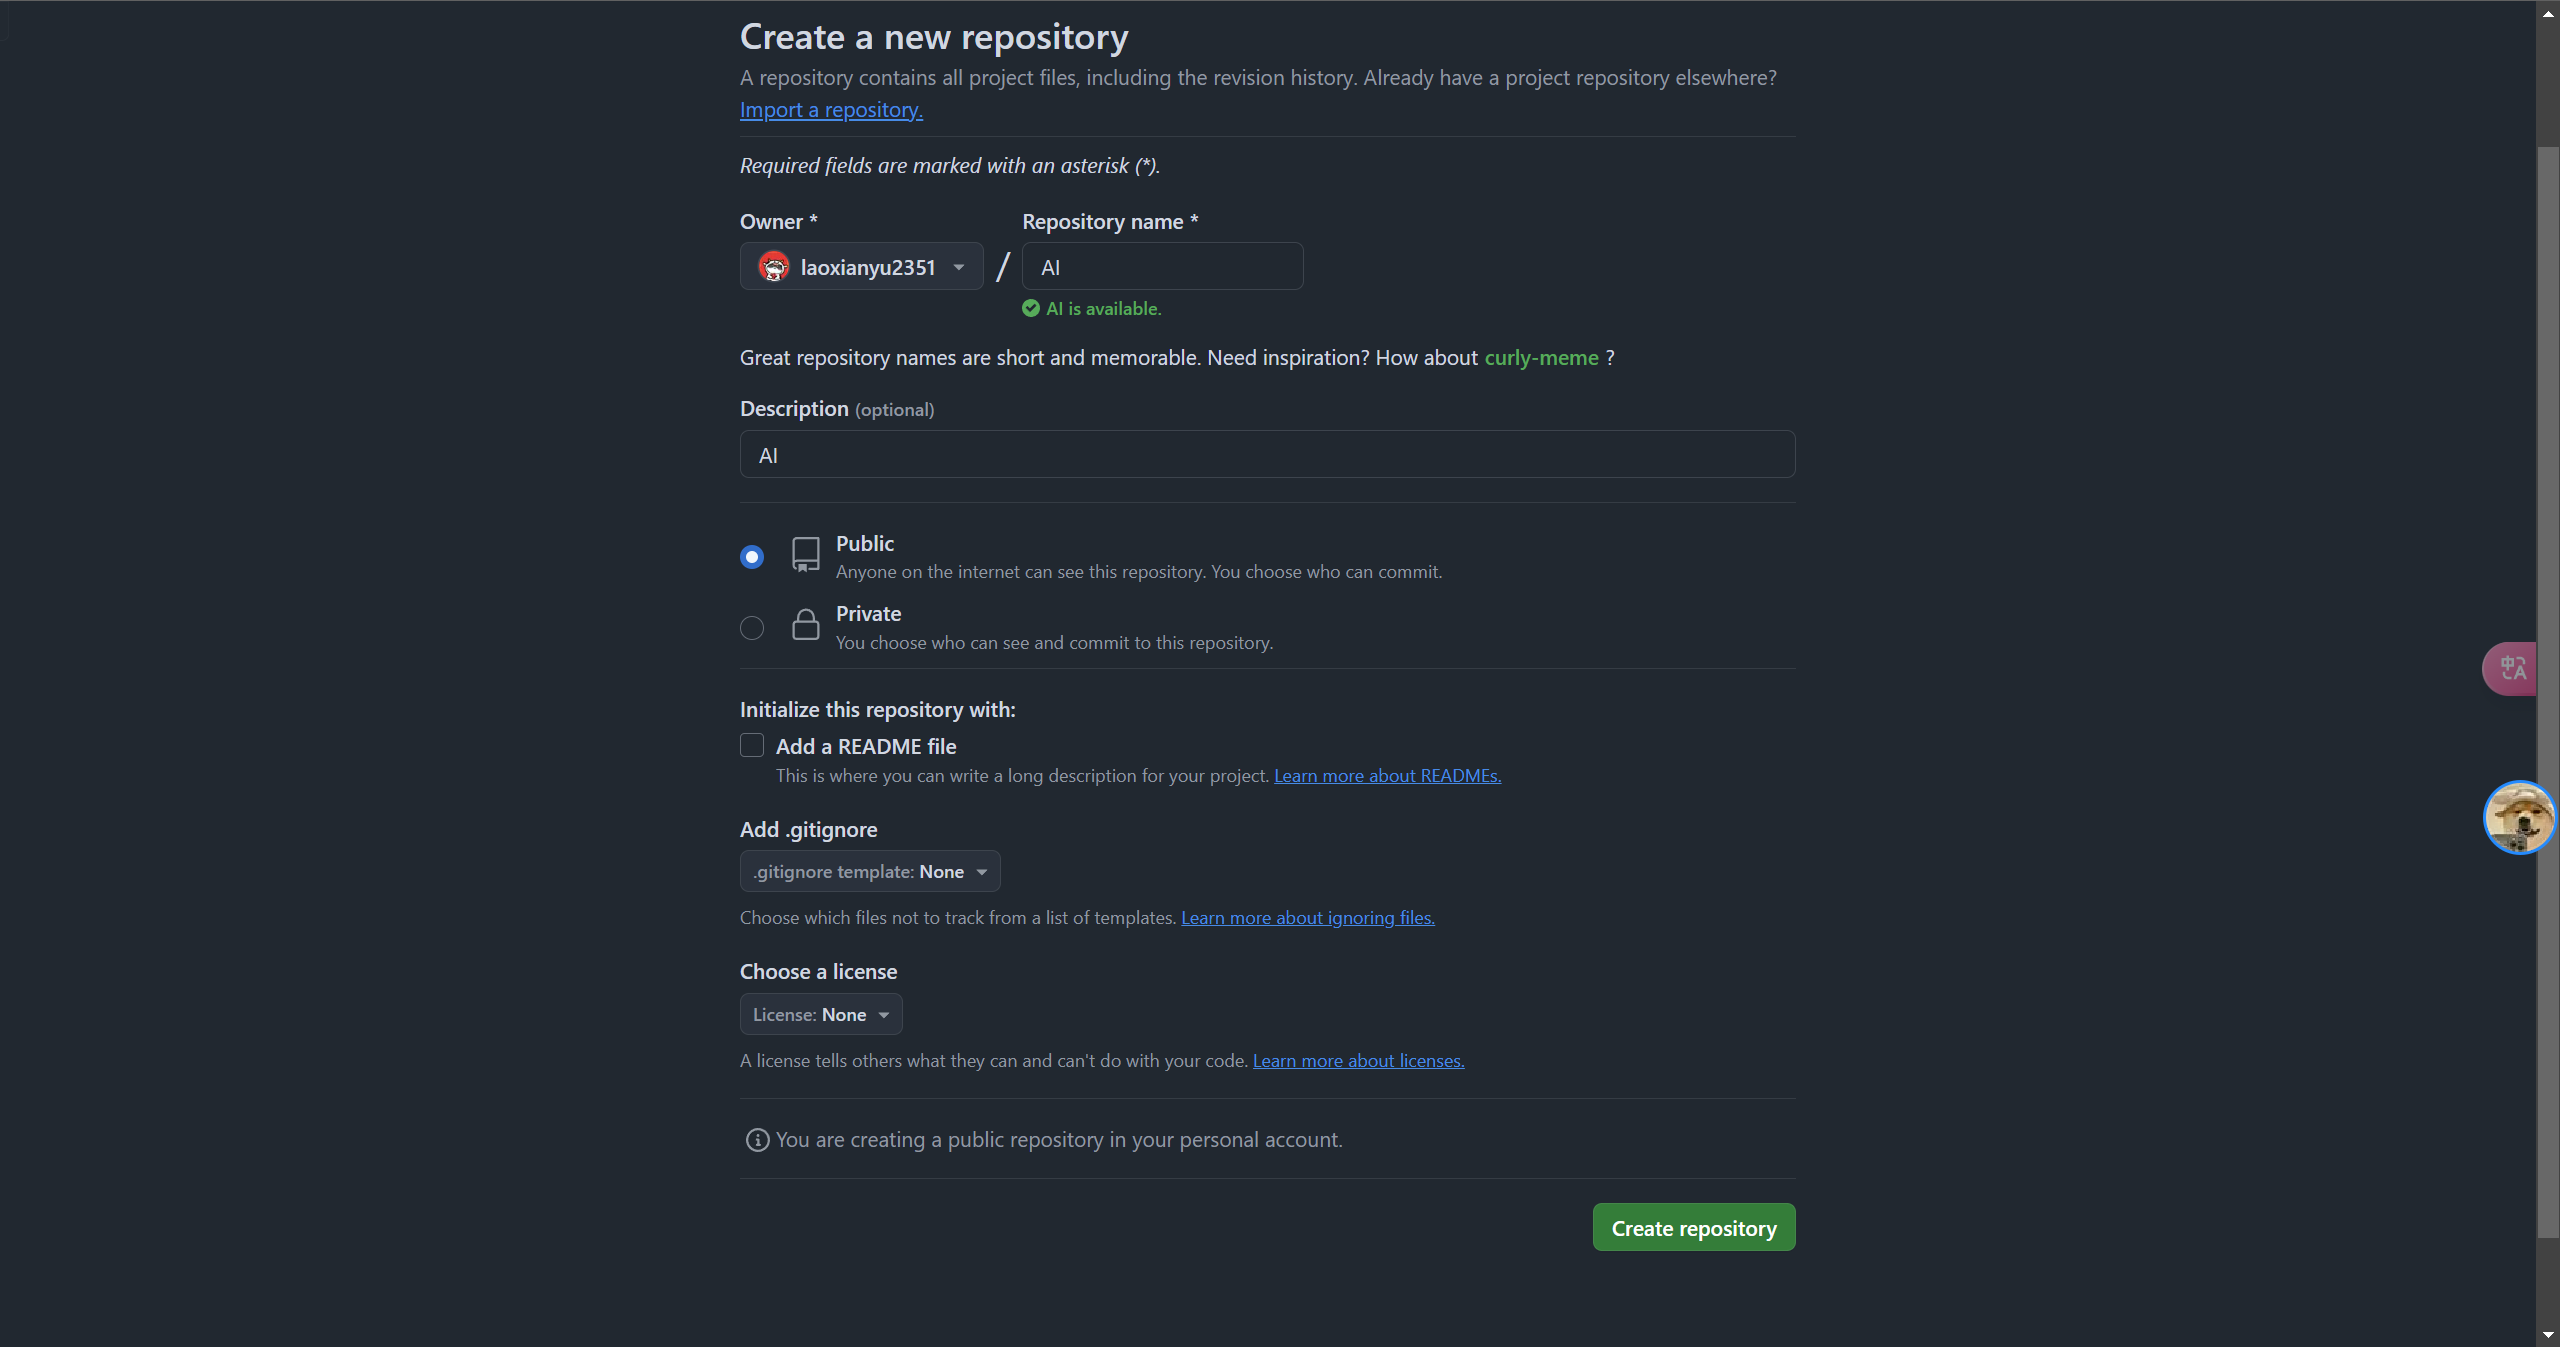 Create a new repository
A repository contains all project files, including the revision history. Already have a project repository elsewhere?
Import a repository.
Required fields are marked with an asterisk (*).
Owner *
Repository name *
laoxianyu2351
/
AI
AI is available.
Great repository names are short and memorable. Need inspiration? How about curly-meme ?
Description (optional)
AI
Public
Anyone on the internet can see this repository. You choose who can commit.
Private
You choose who can see and commit to this repository.
Initialize this repository with:
Add a README file
This is where you can write a long description for your project. Learn more about READMEs.
Add .gitignore
.gitignore template: None
Choose which files not to track from a list of templates. Learn more about ignoring files.
Choose a license
License: None
A license tells others what they can and can't do with your code. Learn more about licenses.
You are creating a public repository in your personal account.
Create repository
中A